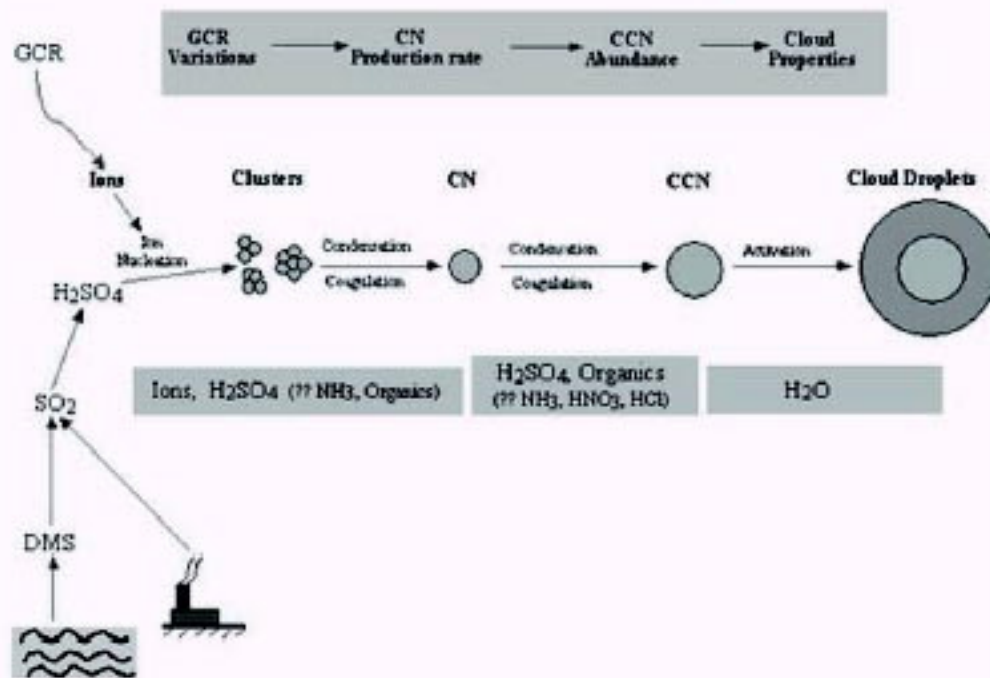 GCR
GCR
Variations
CN
Production rate
CCN
Abundance
Cloud
Properties
Ions
Clusters
CN
CCN
Cloud Droplets
Ion
Nucleation
Condensation
Coagulation
Condensation
Coagulation
Activation
H₂SO₄
Ions, H₂SO₄ (?? NH₃, Organics)
H₂SO₄, Organics
(?? NH₃, HNO₃, HCl)
H₂O
SO₂
DMS